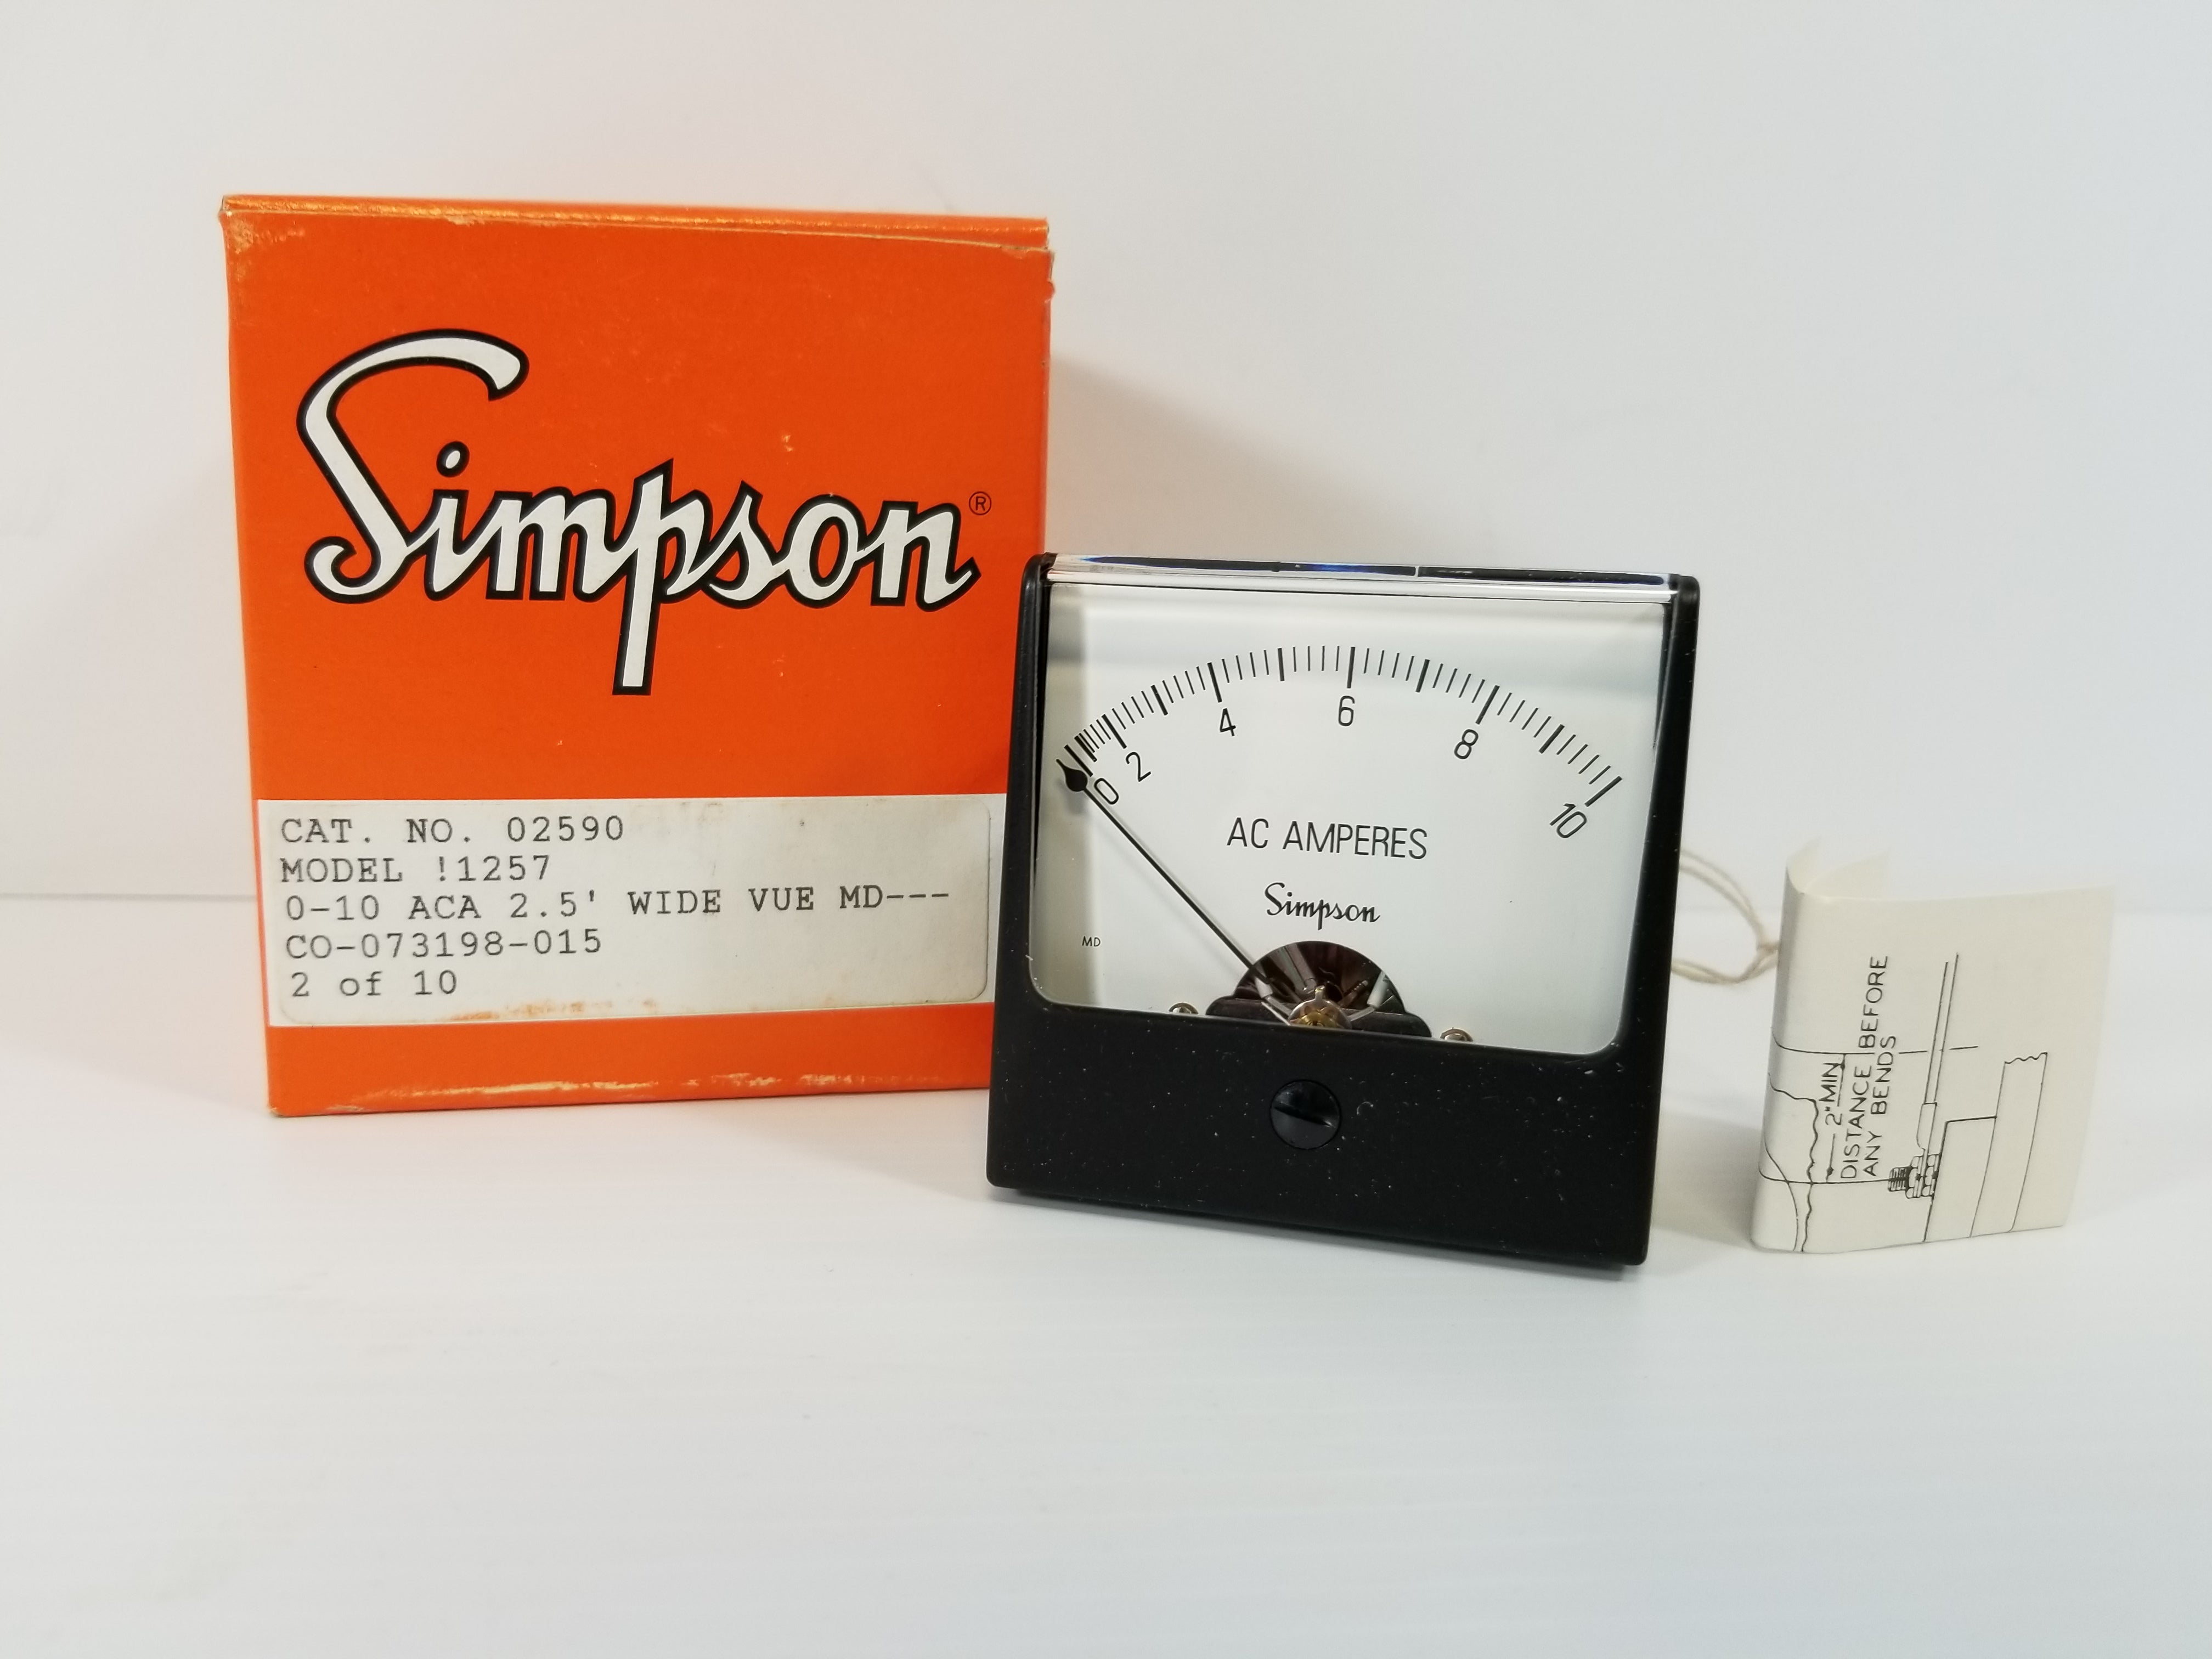 Simpson®
CAT. NO. 02590
MODEL !1257
0-10 ACA 2.5' WIDE VUE MD---
CO-073198-015
2 of 10
0 2 4 6 8 10
AC AMPERES
Simpson
MD
2" MIN
DISTANCE BEFORE
ANY BENDS